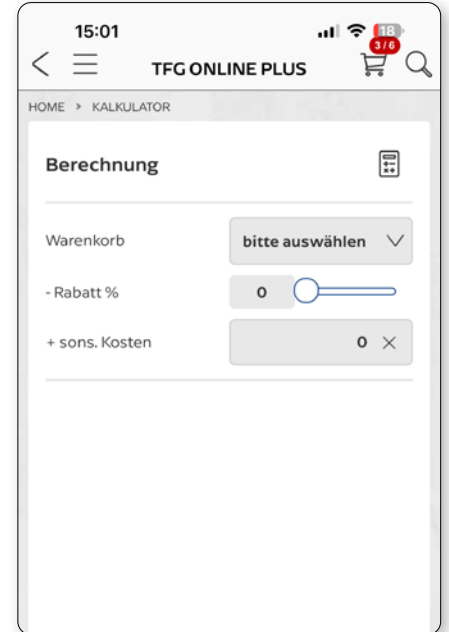 15:01
18
3/6
TFG ONLINE PLUS
HOME > KALKULATOR
Berechnung
Warenkorb bitte auswählen
- Rabatt % 0
+ sons. Kosten 0